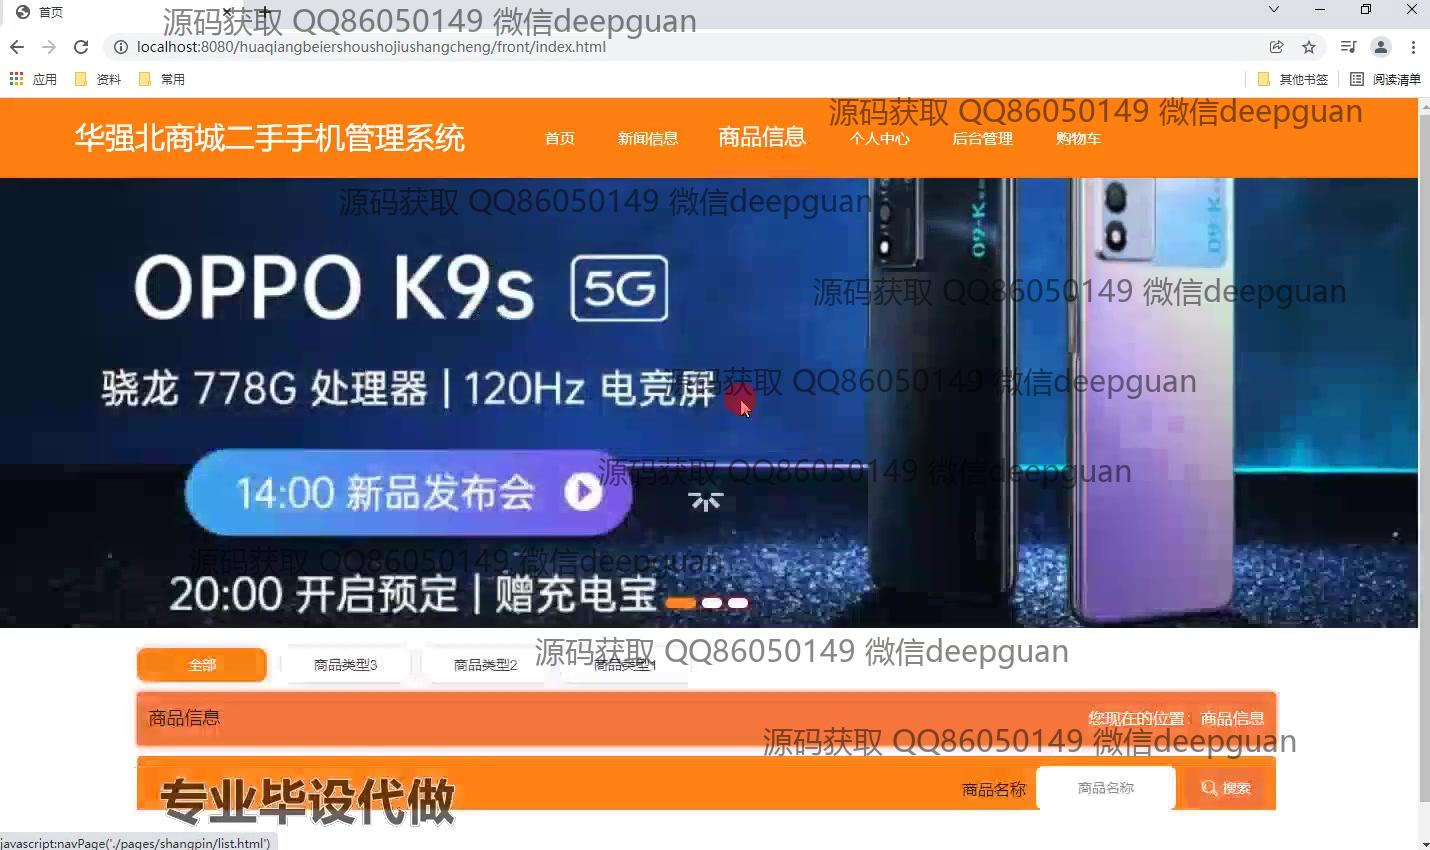 首页
源码获取 QQ86050149 微信deepguan
localhost:8080/huaqiangbeiershoushojiushangcheng/front/index.html
应用 资料 常用 其他书签 阅读清单
源码获取 QQ86050149 微信deepguan
华强北商城二手手机管理系统 首页 新闻信息 商品信息 个人中心 后台管理 购物车
源码获取 QQ86050149 微信deepguan
OPPO K9s 5G
源码获取 QQ86050149 微信deepguan
骁龙 778G 处理器 | 120Hz 电竞屏
源码获取 QQ86050149 微信deepguan
源码获取 QQ86050149 微信deepguan
14:00 新品发布会
源码获取 QQ86050149 微信deepguan
20:00 开启预定 | 赠充电宝
源码获取 QQ86050149 微信deepguan
全部 商品类型3 商品类型2 商品类型1
商品信息 您现在的位置: 商品信息
源码获取 QQ86050149 微信deepguan
专业毕设代做
商品名称 商品名称 搜索
javascript:navPage('./pages/shangpin/list.html')